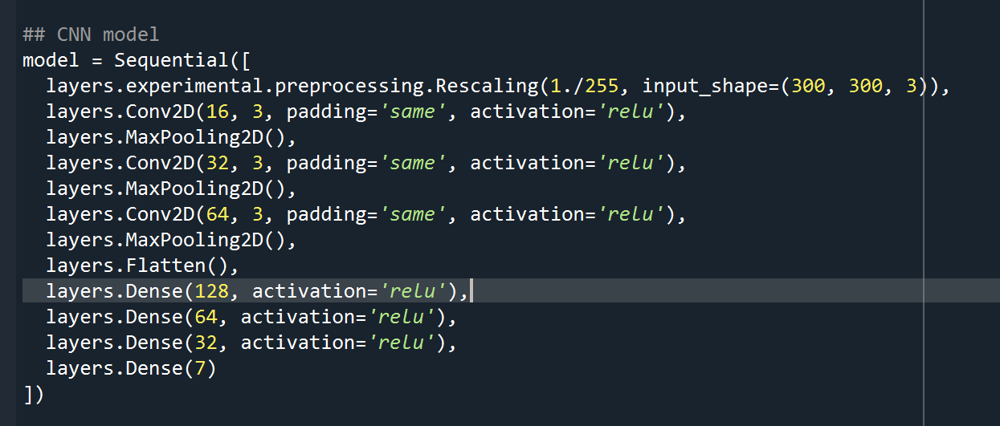 ## CNN model
model = Sequential([
  layers.experimental.preprocessing.Rescaling(1./255, input_shape=(300, 300, 3)),
  layers.Conv2D(16, 3, padding='same', activation='relu'),
  layers.MaxPooling2D(),
  layers.Conv2D(32, 3, padding='same', activation='relu'),
  layers.MaxPooling2D(),
  layers.Conv2D(64, 3, padding='same', activation='relu'),
  layers.MaxPooling2D(),
  layers.Flatten(),
  layers.Dense(128, activation='relu'),
  layers.Dense(64, activation='relu'),
  layers.Dense(32, activation='relu'),
  layers.Dense(7)
])